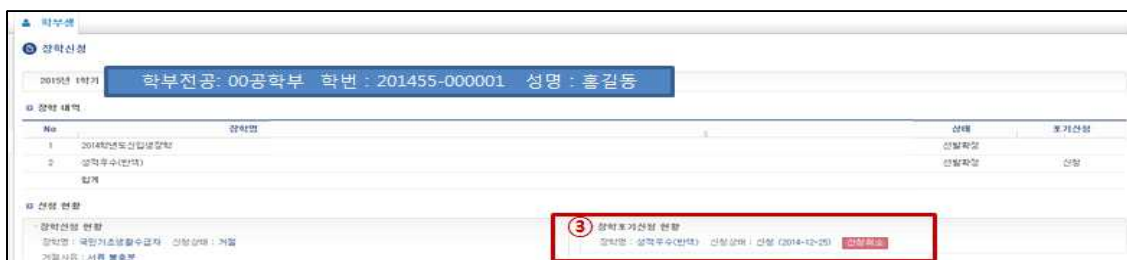 학부생
장학신청
2015년 1학기 학부전공: 00공학부 학번 : 201455-000001 성명 : 홍길동
장학 내역
No 장학명 상태 포기신청
1 2014학년도신입생장학 선발확정
2 성적우수(반액) 선발확정 신청
합계
신청 현황
장학신청 현황 ③ 장학포기신청 현황
장학명 : 국민기초생활수급자 신청상태 : 거절 장학명 : 성적우수(반액) 신청상태 : 신청 (2014-12-25) 신청취소
거절사유 : 서류 불충분